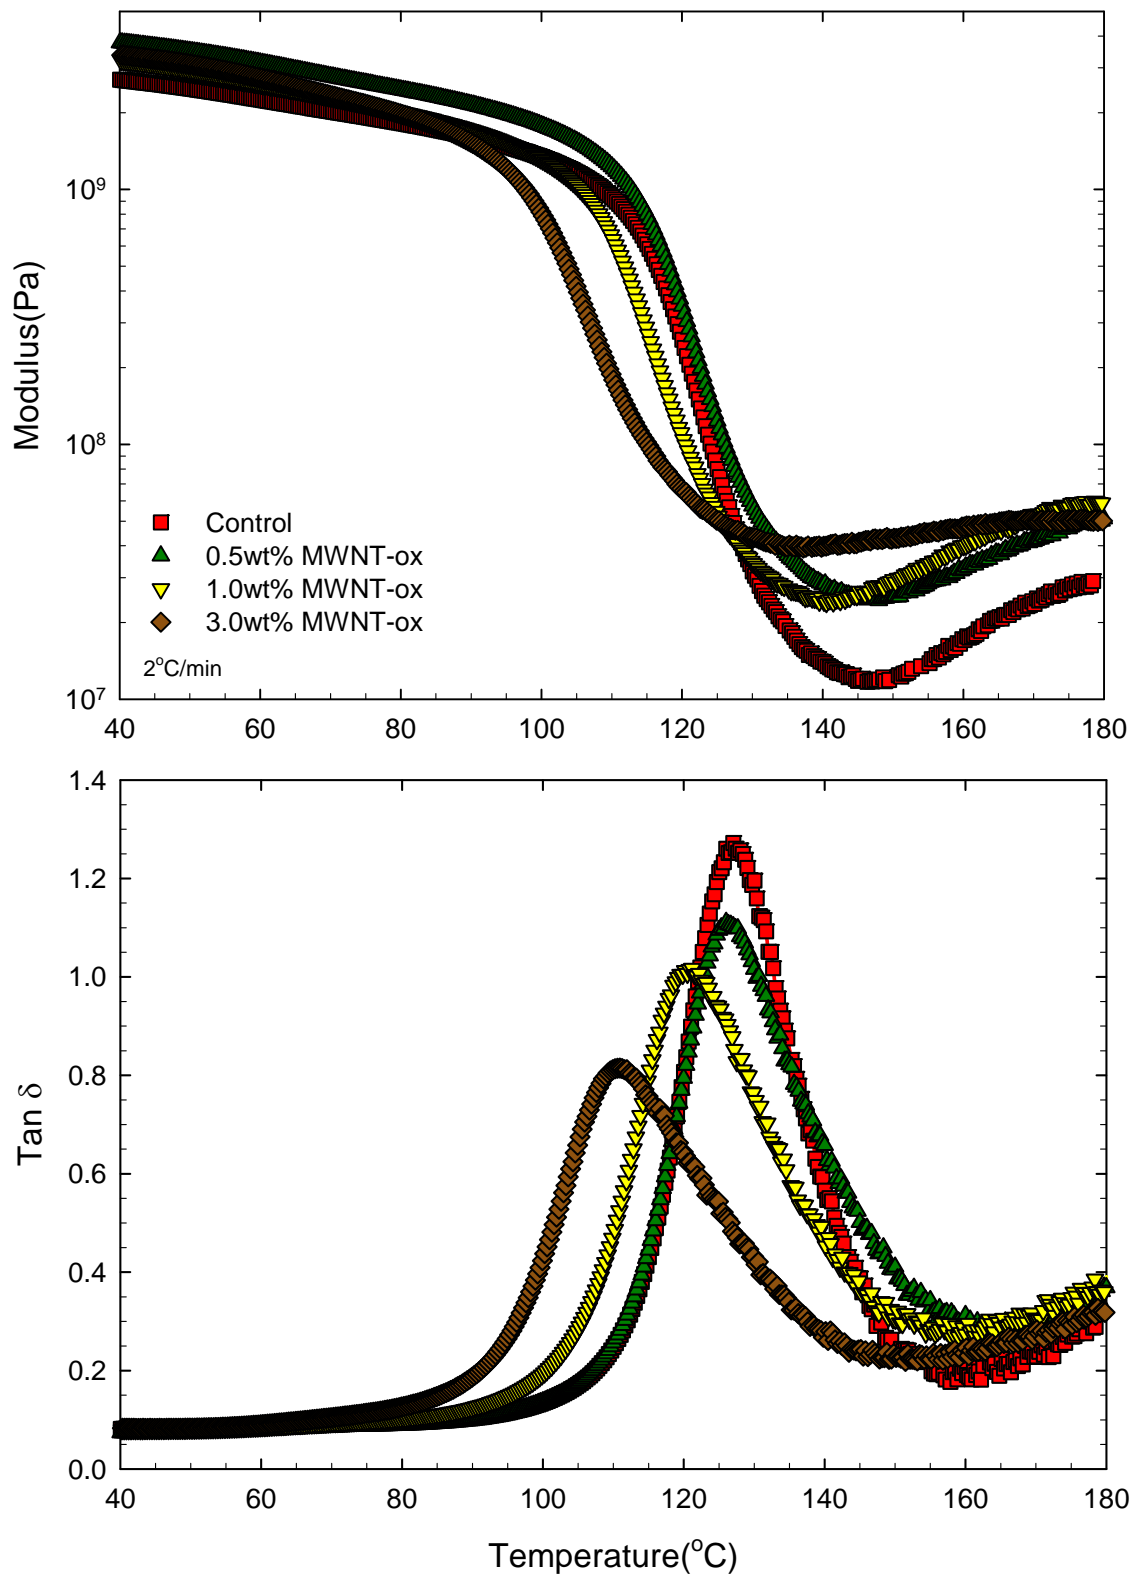 Modulus(Pa)
10⁹
10⁸
10⁷
Control
0.5wt% MWNT-ox
1.0wt% MWNT-ox
3.0wt% MWNT-ox
2°C/min
40 60 80 100 120 140 160 180
Tan δ
1.4
1.2
1.0
0.8
0.6
0.4
0.2
0.0
40 60 80 100 120 140 160 180
Temperature(°C)